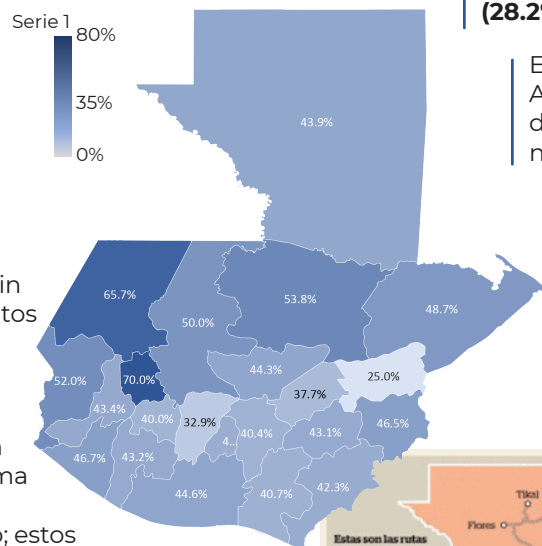 Serie 1
80%
35%
0%
(28.2
E
A
d
n
43.9%
in
tos
65.7%
50.0%
53.8%
48.7%
52.0%
70.0%
44.3%
37.7%
25.0%
43.4%
40.0%
32.9%
4...
40.4%
43.1%
46.5%
46.7%
43.2%
44.6%
40.7%
42.3%
ma
o; estos
Tikal
Flores
Estas son las rutas